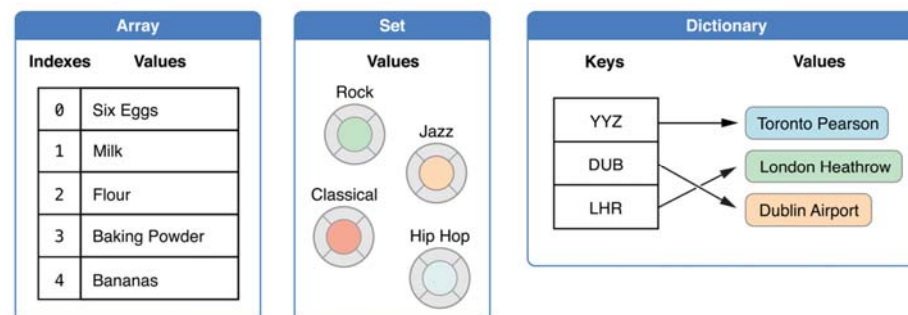 Array
Indexes Values
0 Six Eggs
1 Milk
2 Flour
3 Baking Powder
4 Bananas
Set
Values
Rock
Jazz
Classical
Hip Hop
Dictionary
Keys Values
YYZ Toronto Pearson
DUB London Heathrow
LHR Dublin Airport